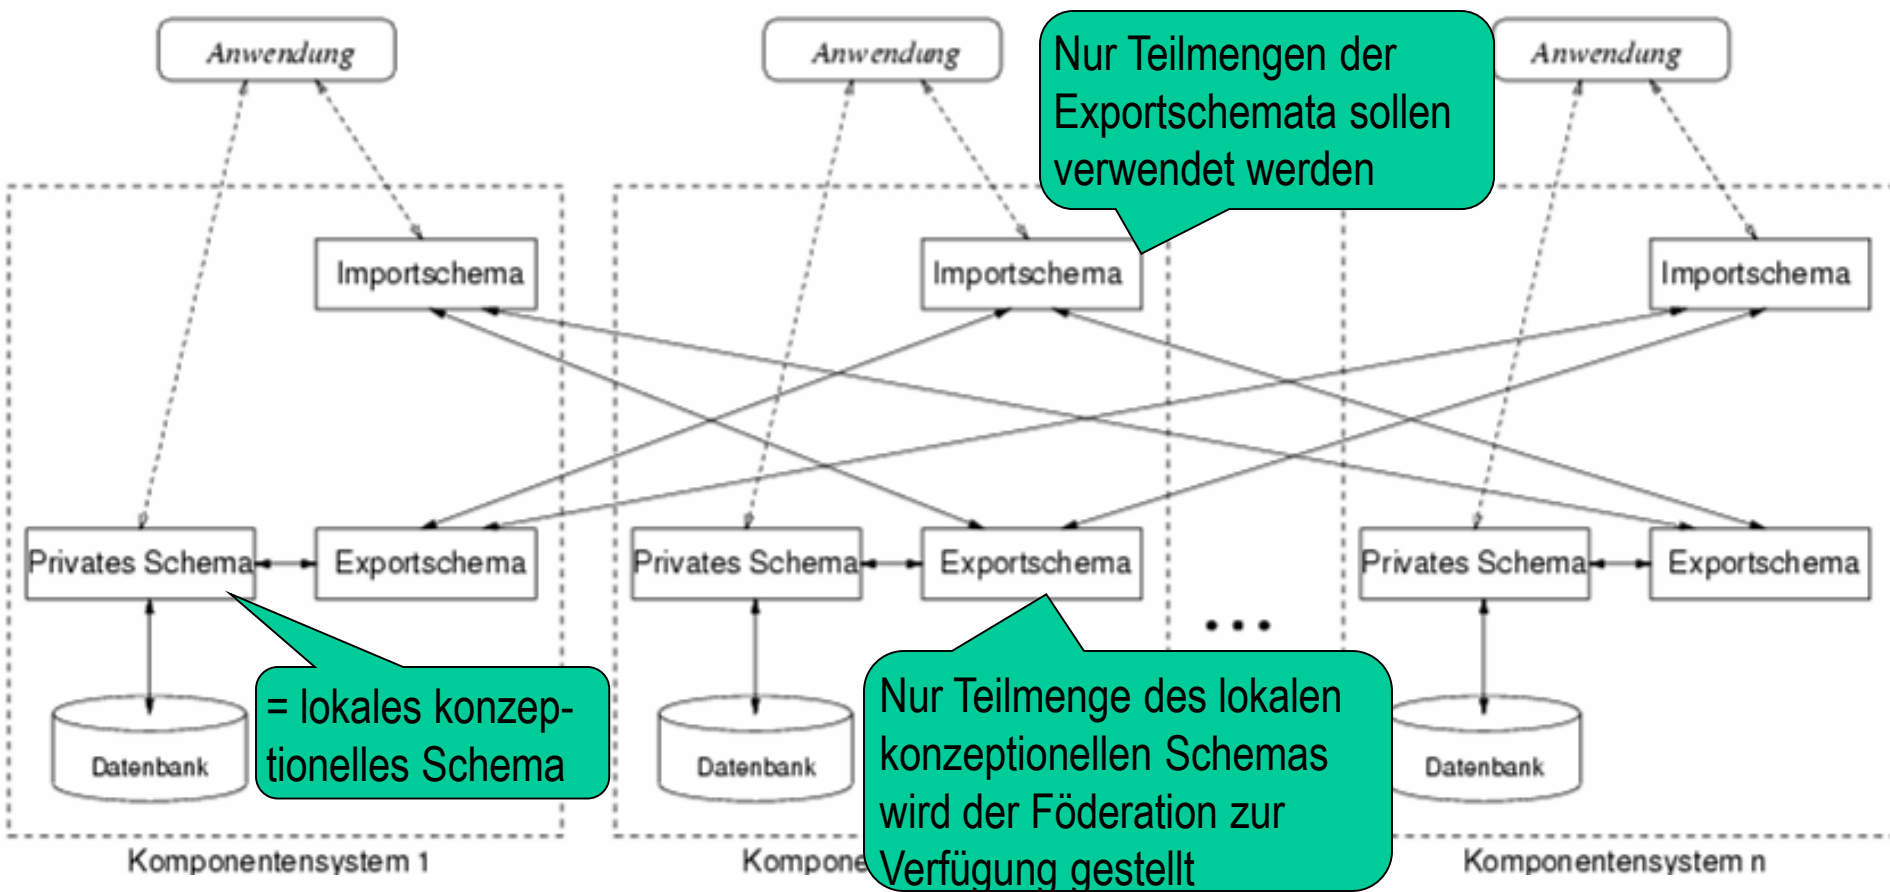 Anwendung
Anwendung
Anwendung
Nur Teilmengen der
Exportschemata sollen
verwendet werden
Importschema
Importschema
Importschema
Privates Schema
Exportschema
Privates Schema
Exportschema
Privates Schema
Exportschema
• • •
= lokales konzep-
tionelles Schema
Nur Teilmenge des lokalen
konzeptionellen Schemas
wird der Föderation zur
Verfügung gestellt
Datenbank
Datenbank
Datenbank
Komponentensystem 1
Komponentensystem n